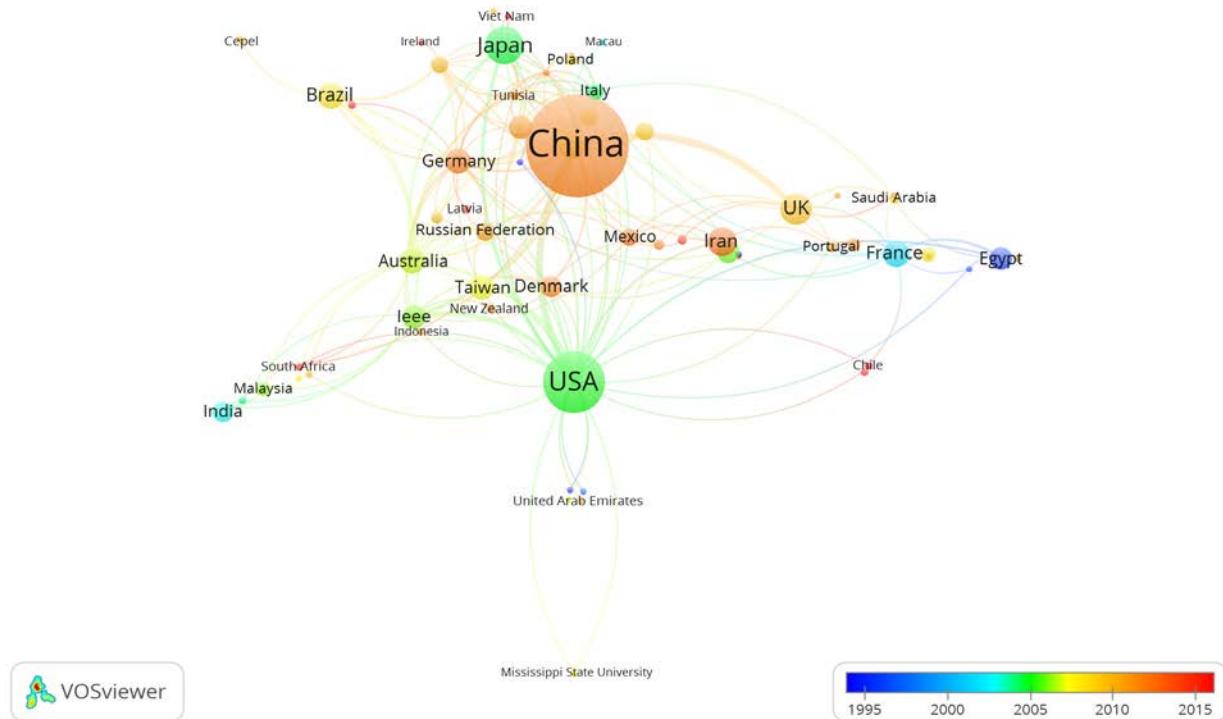 Viet Nam
Cepel
Ireland
Japan
Macau
Poland
Brazil
Tunisia
Italy
China
Germany
Latvia
UK
Saudi Arabia
Russian Federation
Mexico
Iran
Portugal
France
Egypt
Australia
Taiwan
Denmark
New Zealand
Ieee
Indonesia
South Africa
Malaysia
India
USA
Chile
United Arab Emirates
Mississippi State University
VOSviewer
1995 2000 2005 2010 2015